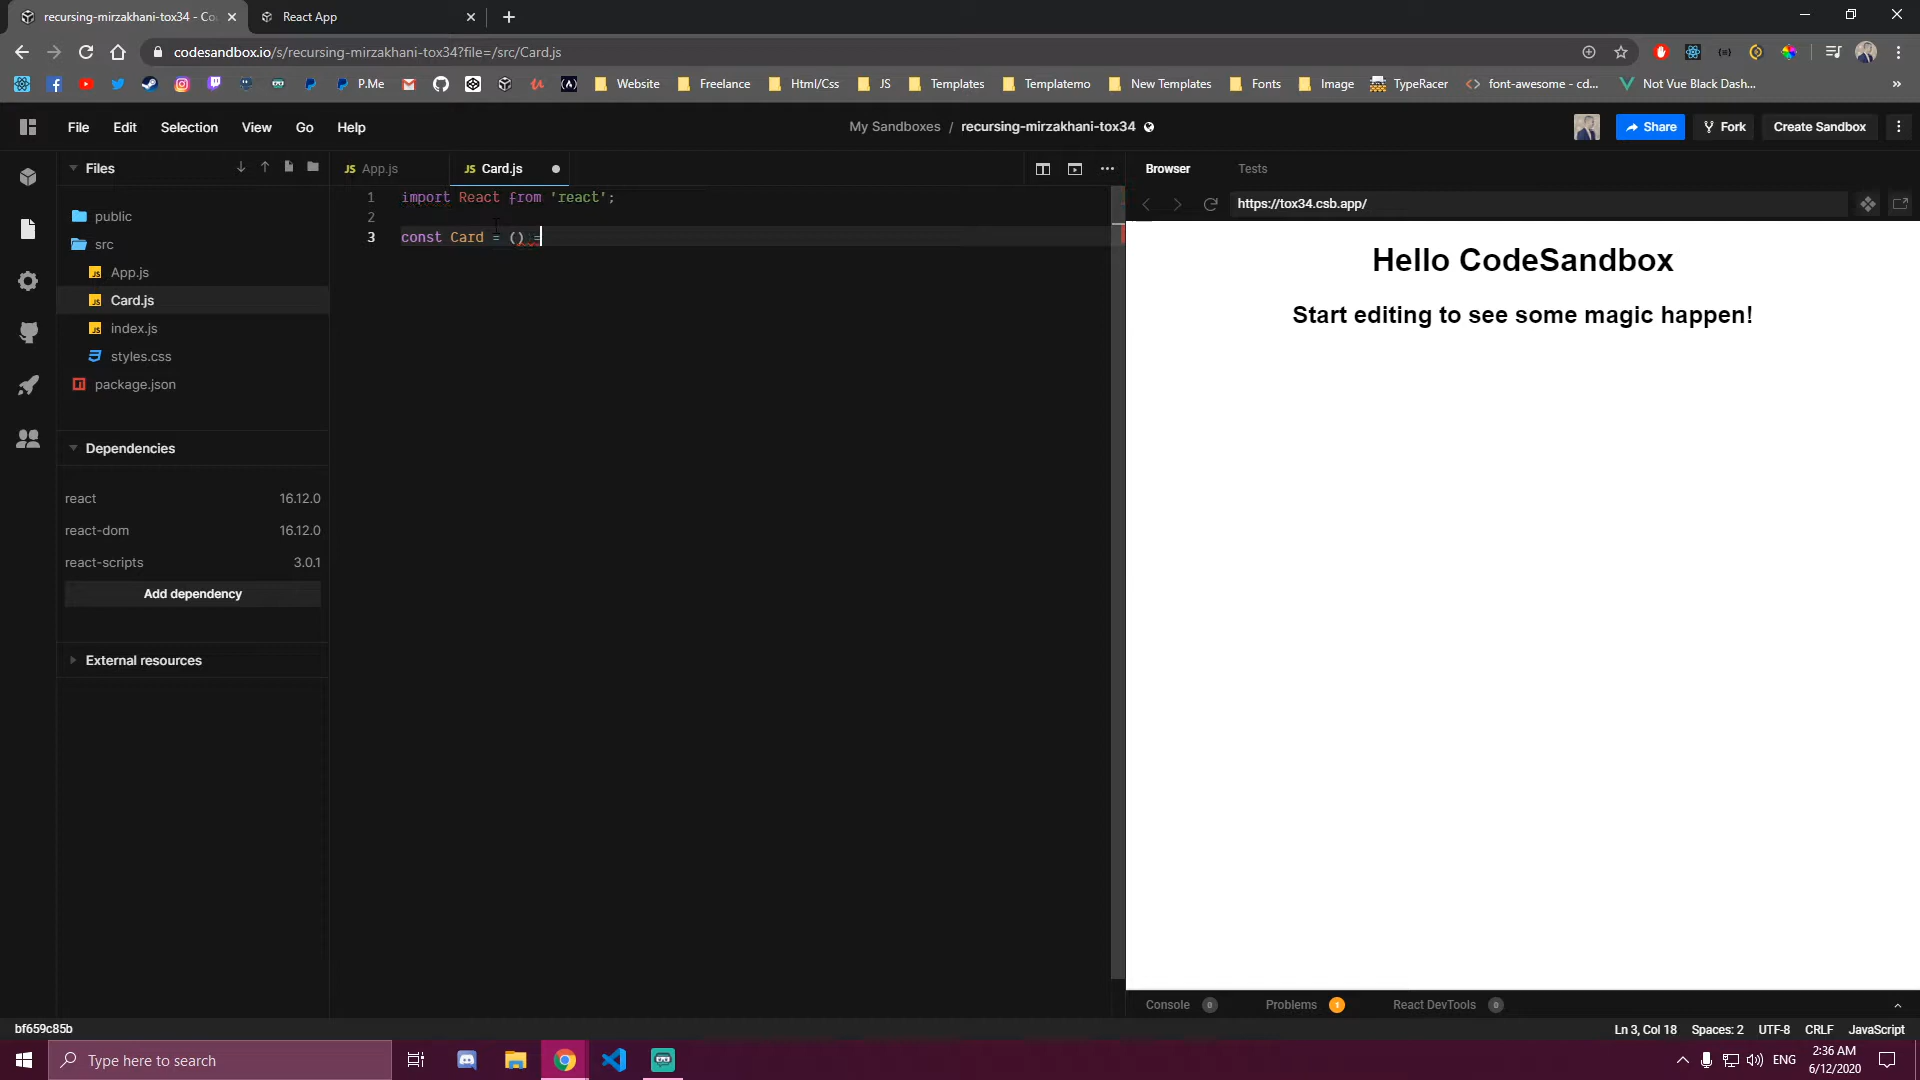 recursing-mirzakhani-tox34 - Co
React App
codesandbox.io/s/recursing-mirzakhani-tox34?file=/src/Card.js
P.Me
Website
Freelance
Html/Css
JS
Templates
Templatemo
New Templates
Fonts
Image
TypeRacer
font-awesome - cd...
Not Vue Black Dash...
File Edit Selection View Go Help
My Sandboxes / recursing-mirzakhani-tox34
Share
Fork
Create Sandbox
Files
public
src
App.js
Card.js
index.js
styles.css
package.json
Dependencies
react 16.12.0
react-dom 16.12.0
react-scripts 3.0.1
Add dependency
External resources
JS App.js
JS Card.js
1 import React from 'react';
2
3 const Card = () =
Browser
Tests
https://tox34.csb.app/
Hello CodeSandbox
Start editing to see some magic happen!
Console 0
Problems 1
React DevTools 0
bf659c85b
Ln 3, Col 18 Spaces: 2 UTF-8 CRLF JavaScript
Type here to search
ENG
2:36 AM
6/12/2020